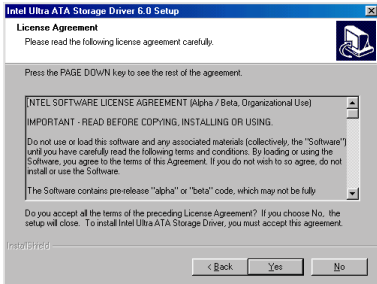 Intel Ultra ATA Storage Driver 6.0 Setup
License Agreement
Please read the following license agreement carefully.
Press the PAGE DOWN key to see the rest of the agreement.
INTEL SOFTWARE LICENSE AGREEMENT (Alpha / Beta, Organizational Use)
IMPORTANT - READ BEFORE COPYING, INSTALLING OR USING.
Do not use or load this software and any associated materials (collectively, the "Software")
until you have carefully read the following terms and conditions. By loading or using the
Software, you agree to the terms of this Agreement. If you do not wish to so agree, do not
install or use the Software.
The Software contains pre-release "alpha" or "beta" code, which may not be fully
Do you accept all the terms of the preceding License Agreement? If you choose No, the
setup will close. To install Intel Ultra ATA Storage Driver, you must accept this agreement.
InstallShield
< Back Yes No